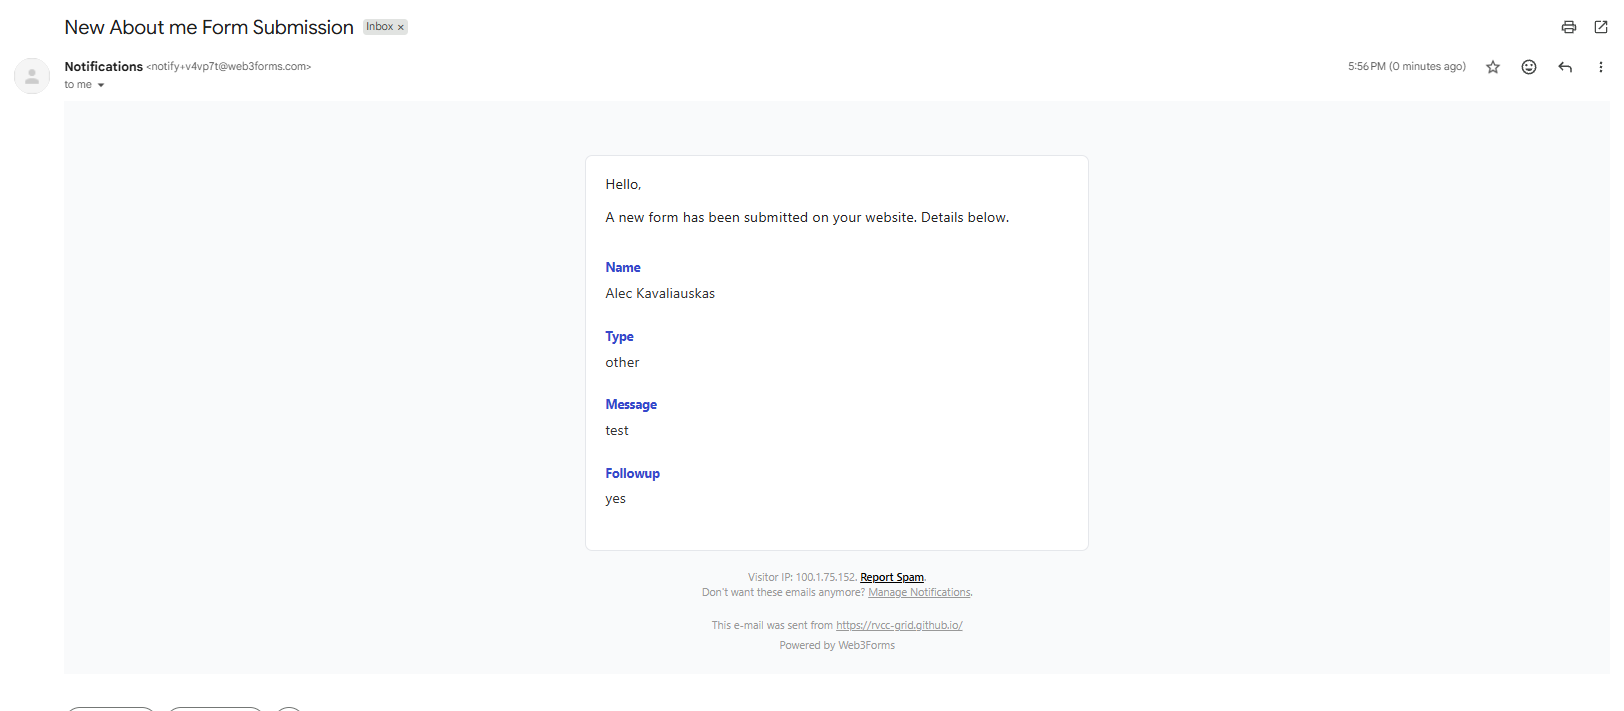 New About me Form Submission Inbox ×
Notifications <notify+v4vp7t@web3forms.com> 5:56 PM (0 minutes ago)
to me
Hello,
A new form has been submitted on your website. Details below.
Name
Alec Kavaliauskas
Type
other
Message
test
Followup
yes
Visitor IP: 100.1.75.152. Report Spam.
Don't want these emails anymore? Manage Notifications.
This e-mail was sent from https://rvcc-grid.github.io/
Powered by Web3Forms